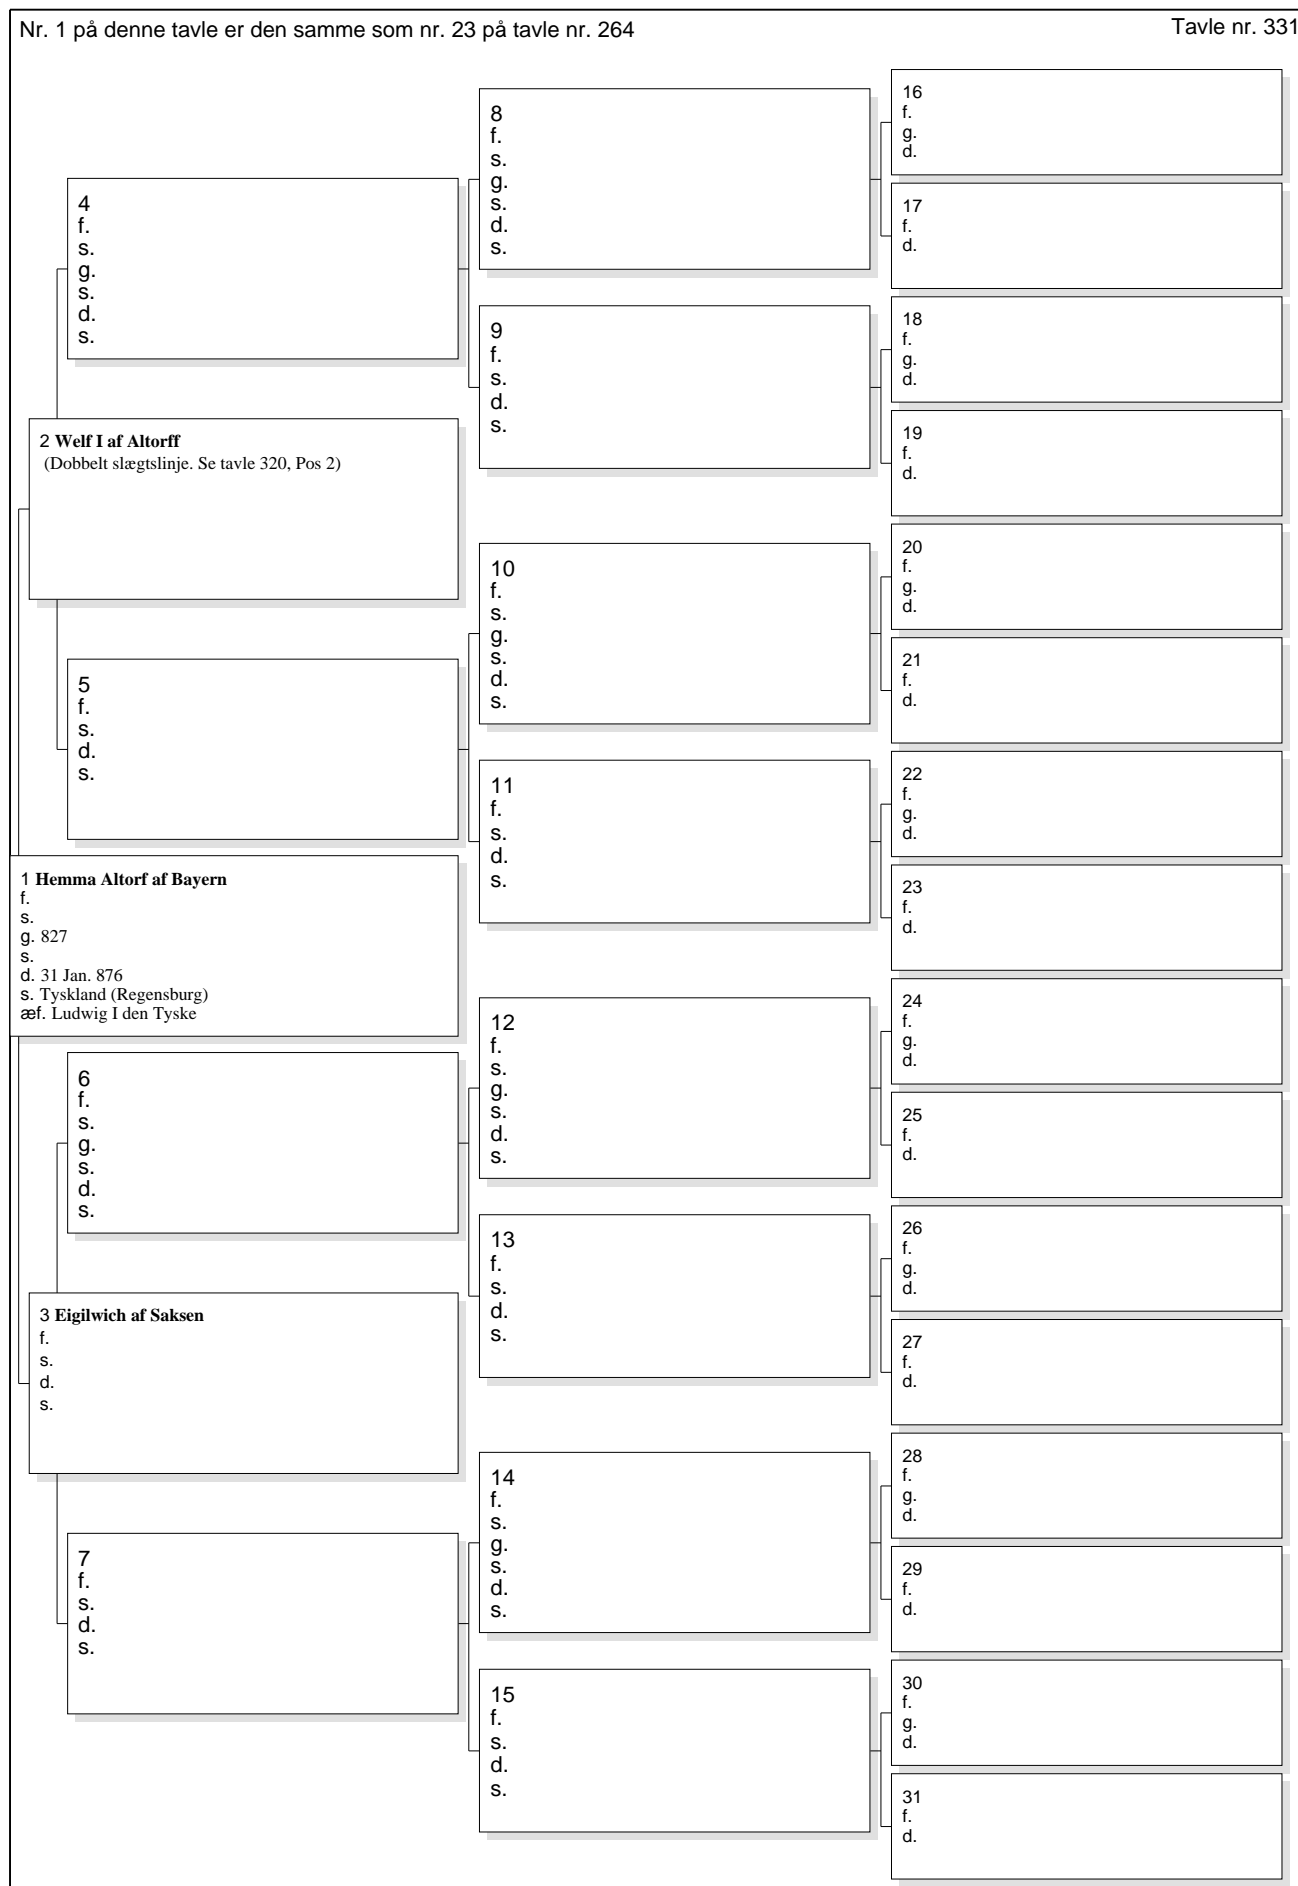 Nr. 1 på denne tavle er den samme som nr. 23 på tavle nr. 264
Tavle nr. 331
4
f.
s.
g.
s.
d.
s.
2 Welf I af Altorff
(Dobbelt slægtslinje. Se tavle 320, Pos 2)
5
f.
s.
d.
s.
1 Hemma Altorf af Bayern
f.
s.
g. 827
s.
d. 31 Jan. 876
s. Tyskland (Regensburg)
æf. Ludwig I den Tyske
6
f.
s.
g.
s.
d.
s.
3 Eigilwich af Saksen
f.
s.
d.
s.
7
f.
s.
d.
s.
8
f.
s.
g.
s.
d.
s.
9
f.
s.
d.
s.
10
f.
s.
g.
s.
d.
s.
11
f.
s.
d.
s.
12
f.
s.
g.
s.
d.
s.
13
f.
s.
d.
s.
14
f.
s.
g.
s.
d.
s.
15
f.
s.
d.
s.
16
f.
g.
d.
17
f.
d.
18
f.
g.
d.
19
f.
d.
20
f.
g.
d.
21
f.
d.
22
f.
g.
d.
23
f.
d.
24
f.
g.
d.
25
f.
d.
26
f.
g.
d.
27
f.
d.
28
f.
g.
d.
29
f.
d.
30
f.
g.
d.
31
f.
d.